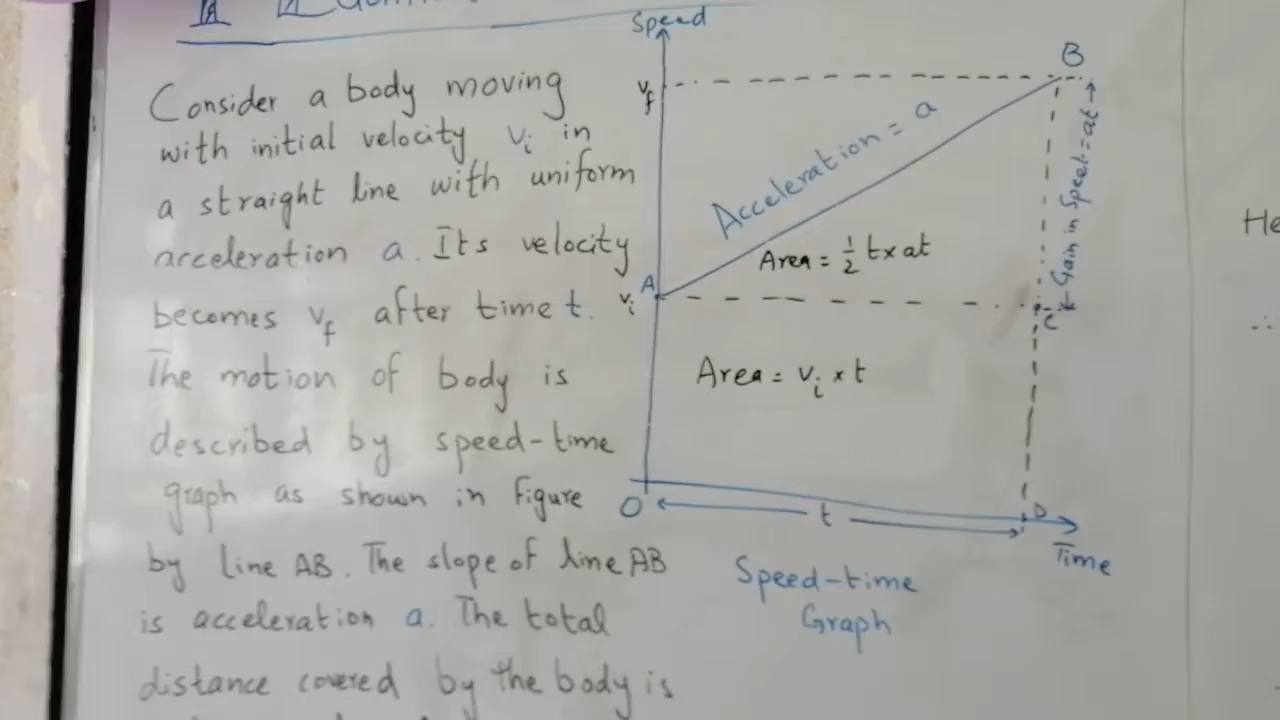 Consider a body moving
with initial velocity vi in
a straight line with uniform
acceleration a. Its velocity
becomes vf after time t.
The motion of body is
described by speed-time
graph as shown in Figure
by line AB. The slope of line AB
is acceleration a. The total
distance covered by the body is
Speed
vf
B
Acceleration = a
Gain in Speed = at
Area = 1/2 t x at
A
vi
C
Area = vi x t
O
t
D
Time
Speed-time
Graph
He
∴